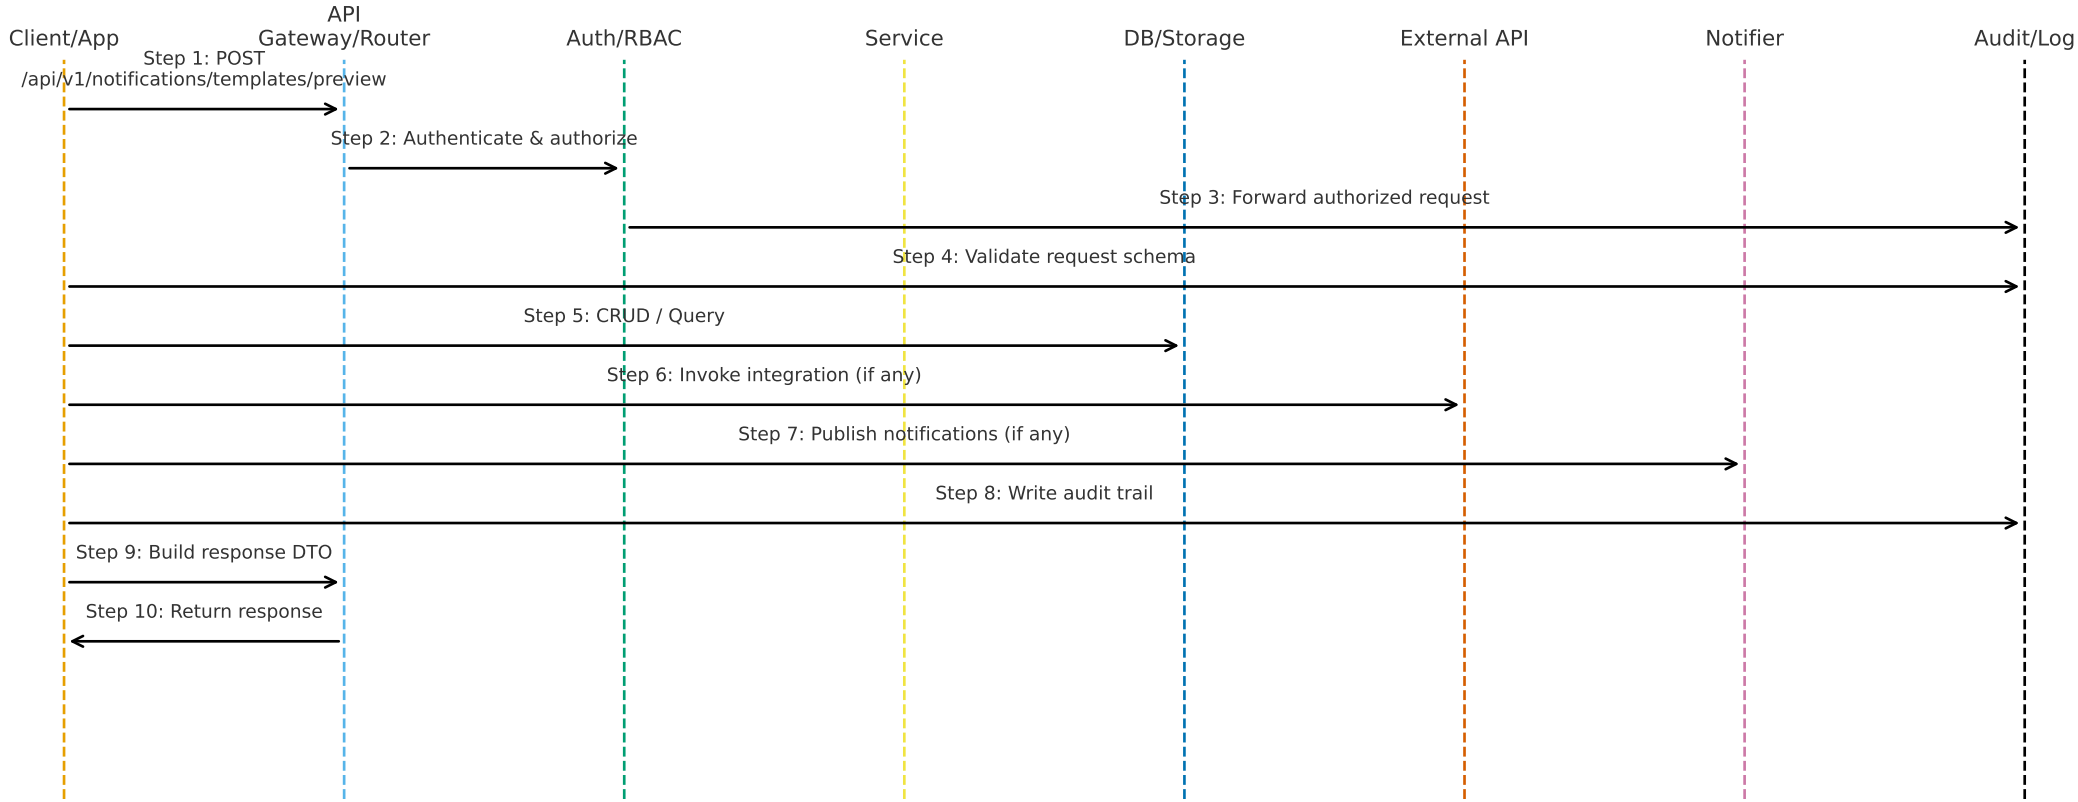 API
Client/App
Gateway/Router
Auth/RBAC
Service
DB/Storage
External API
Notifier
Audit/Log
Step 1: POST
/api/v1/notifications/templates/preview
Step 2: Authenticate & authorize
Step 3: Forward authorized request
Step 4: Validate request schema
Step 5: CRUD / Query
Step 6: Invoke integration (if any)
Step 7: Publish notifications (if any)
Step 8: Write audit trail
Step 9: Build response DTO
Step 10: Return response